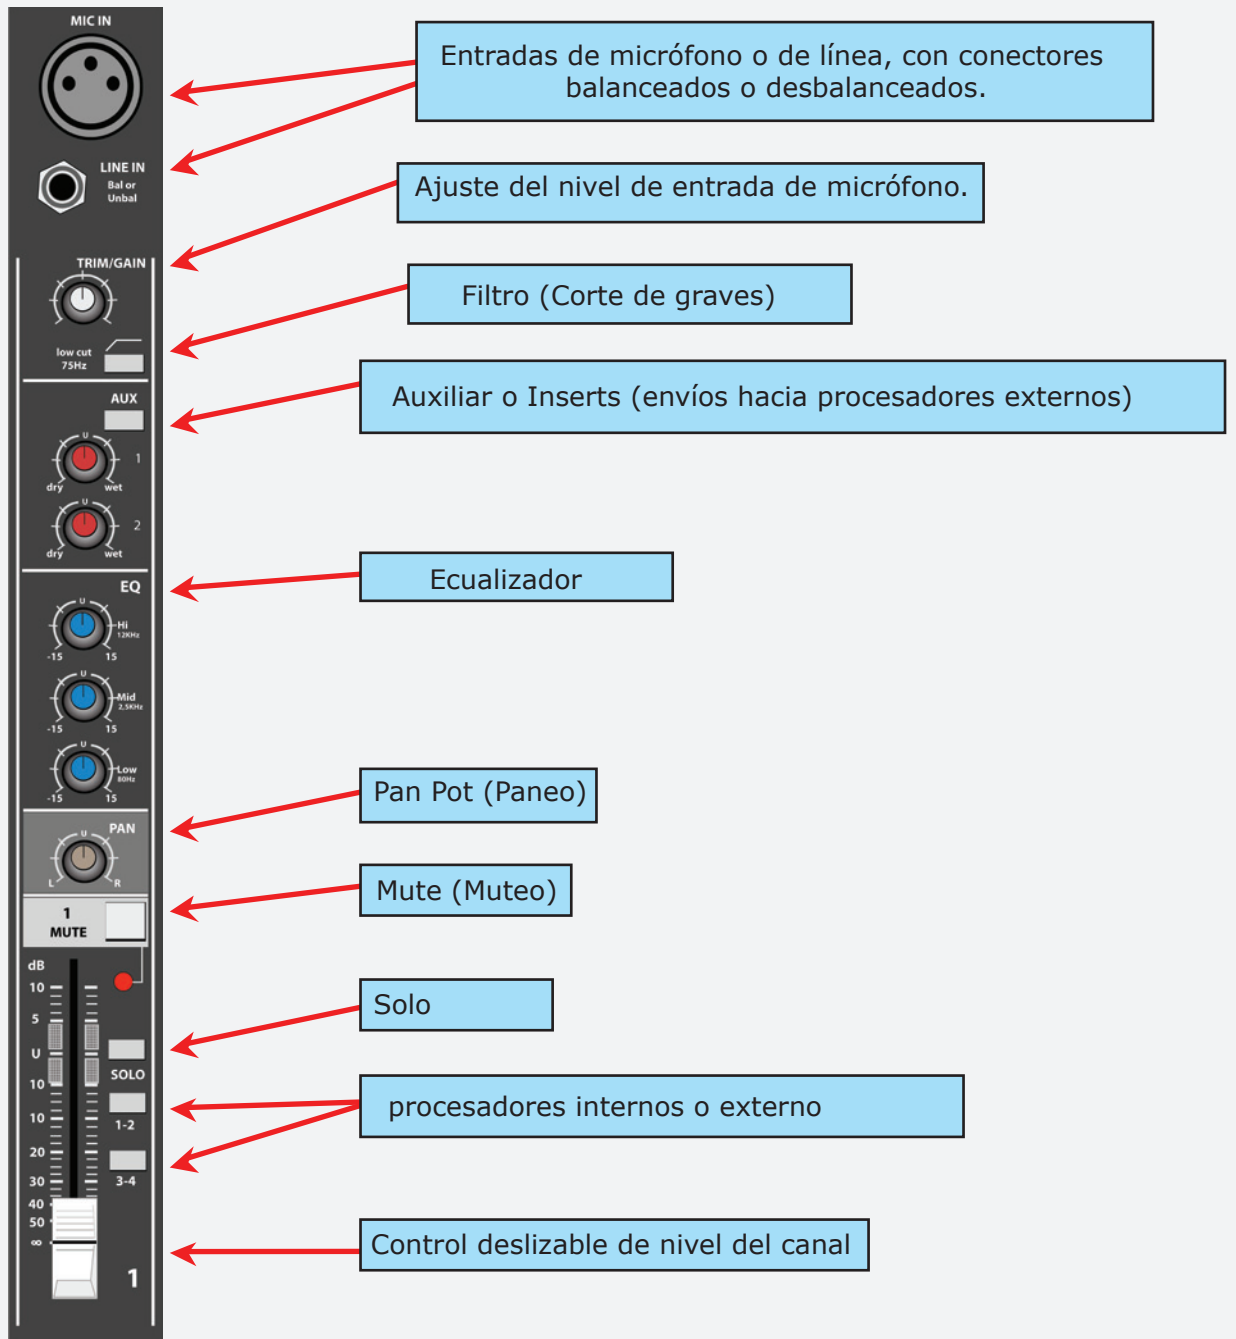 MIC IN
Entradas de micrófono o de línea, con conectores
balanceados o desbalanceados.
LINE IN
Bal or
Unbal
Ajuste del nivel de entrada de micrófono.
TRIM/GAIN
Filtro (Corte de graves)
low cut
75Hz
Auxiliar o Inserts (envíos hacia procesadores externos)
AUX
U
1
dry wet
U
2
dry wet
Ecualizador
EQ
U
Hi
12KHz
-15 15
U
Mid
2,5KHz
-15 15
U
Low
80Hz
-15 15
Pan Pot (Paneo)
PAN
U
L R
Mute (Muteo)
1
MUTE
dB
10
5
Solo
U
SOLO
10
procesadores internos o externo
10
1-2
20
30
3-4
40
50
∞
Control deslizable de nivel del canal
1